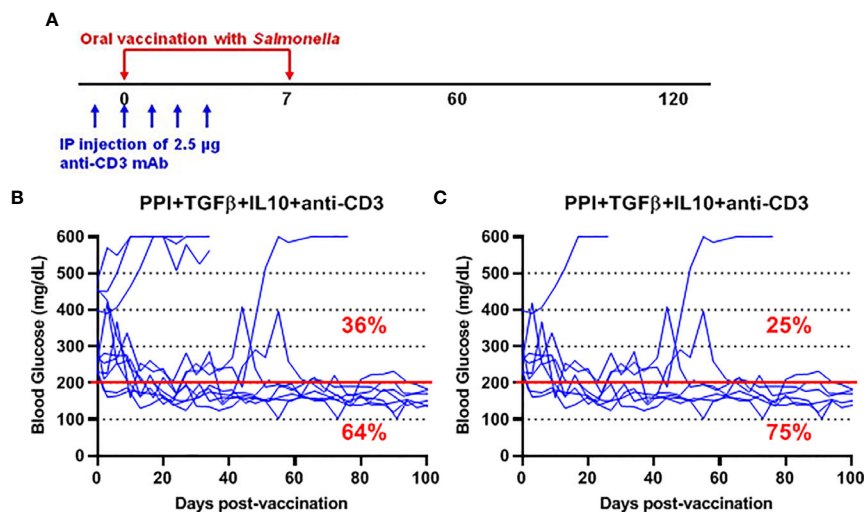 A
Oral vaccination with Salmonella
0 7 60 120
IP injection of 2.5 µg
anti-CD3 mAb
B
PPI+TGFβ+IL10+anti-CD3
Blood Glucose (mg/dL)
600
500
400
300
200
100
0
36%
64%
0 20 40 60 80 100
Days post-vaccination
C
PPI+TGFβ+IL10+anti-CD3
Blood Glucose (mg/dL)
600
500
400
300
200
100
0
25%
75%
0 20 40 60 80 100
Days post-vaccination